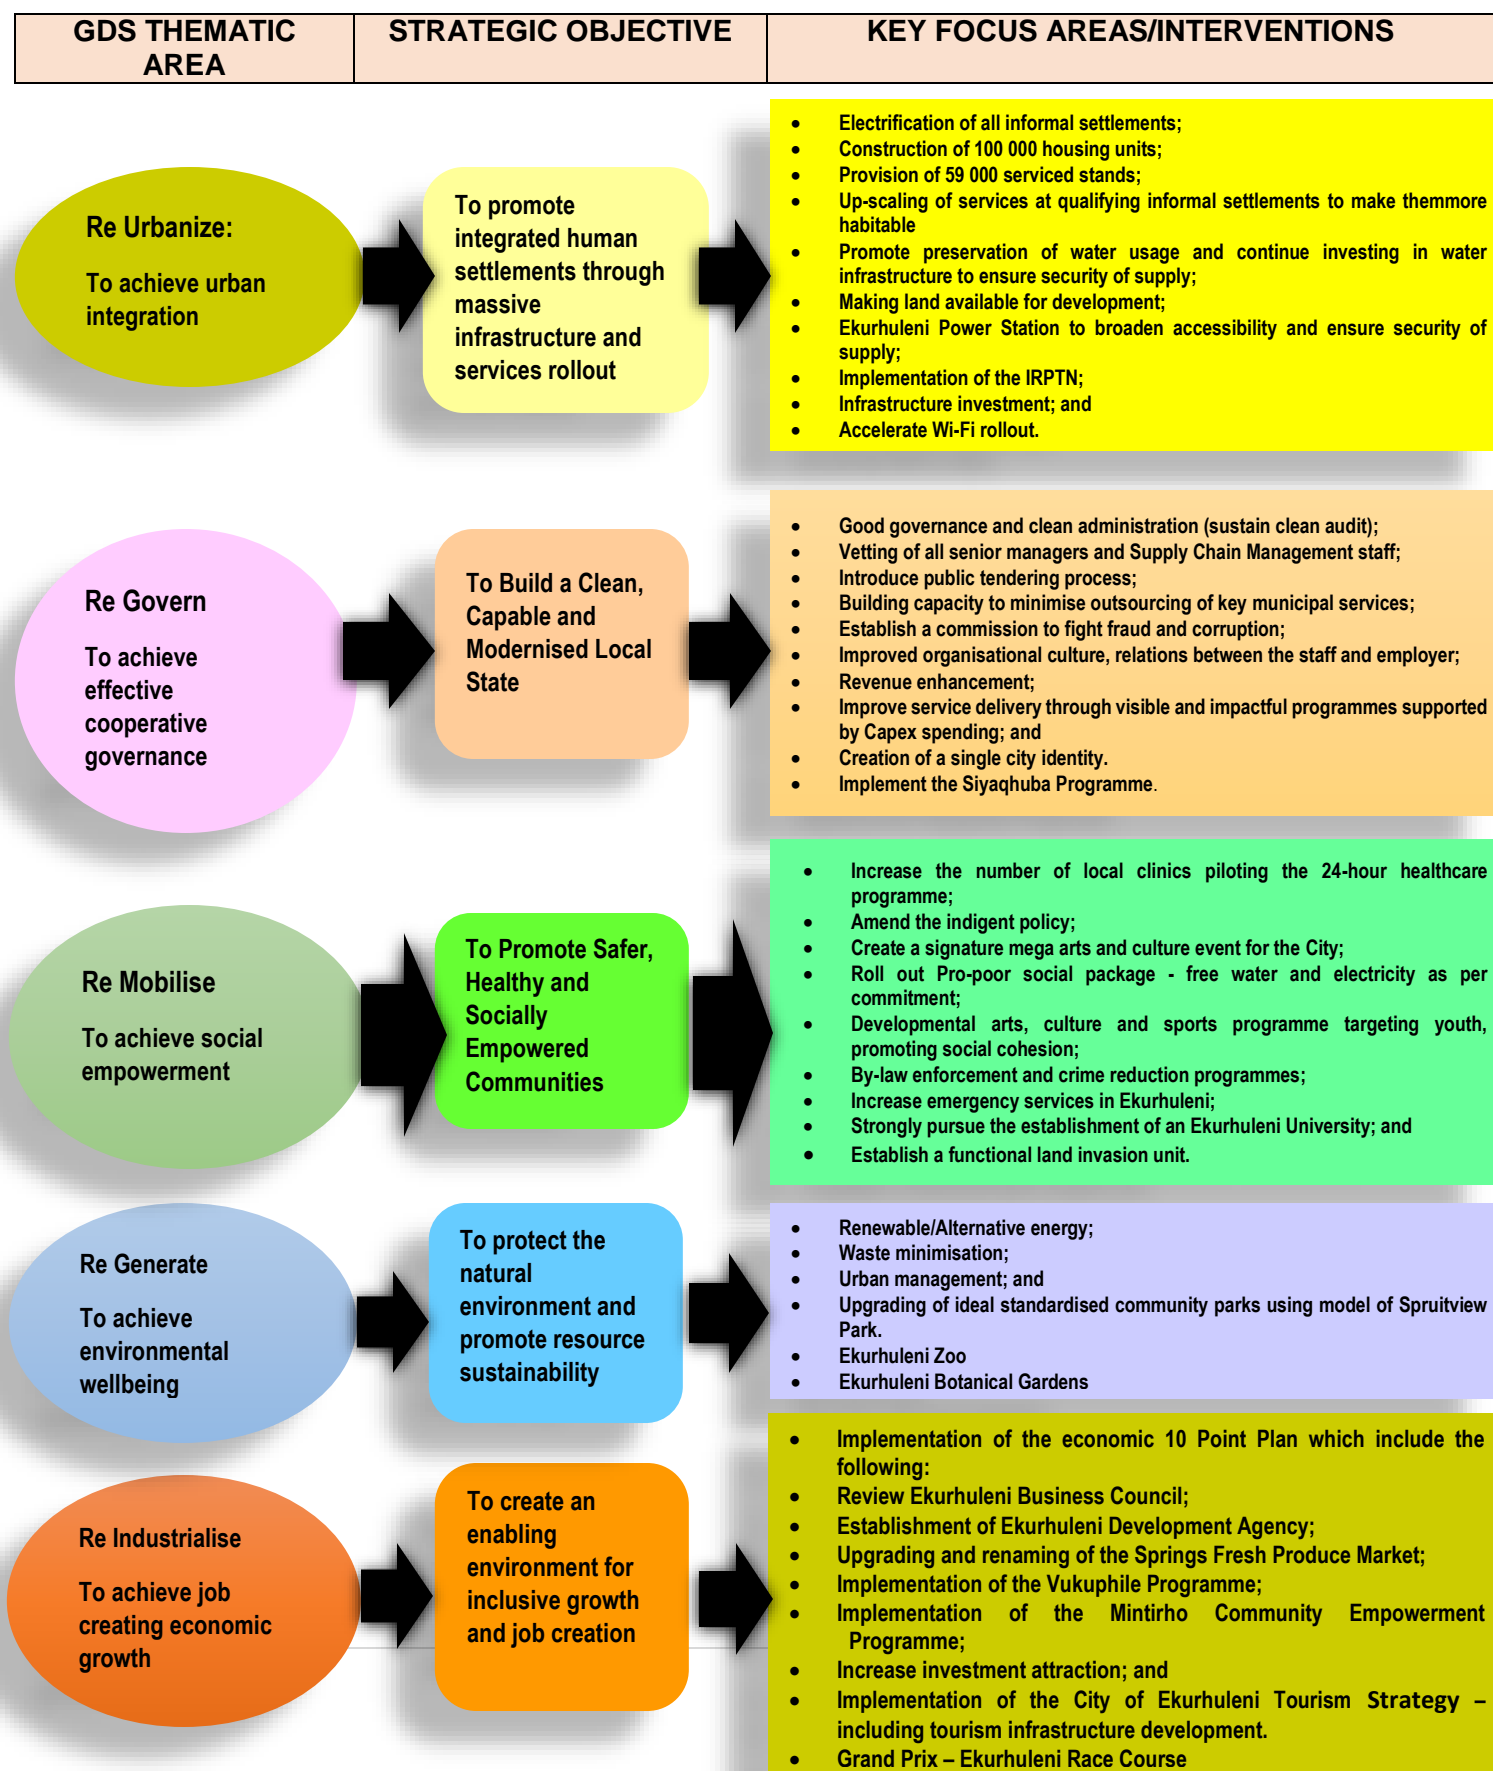 GDS THEMATIC
AREA
STRATEGIC OBJECTIVE
KEY FOCUS AREAS/INTERVENTIONS
Re Urbanize:
To achieve urban
integration
To promote
integrated human
settlements through
massive
infrastructure and
services rollout
• Electrification of all informal settlements;
• Construction of 100 000 housing units;
• Provision of 59 000 serviced stands;
• Up-scaling of services at qualifying informal settlements to make themmore
habitable
• Promote preservation of water usage and continue investing in water
infrastructure to ensure security of supply;
• Making land available for development;
• Ekurhuleni Power Station to broaden accessibility and ensure security of
supply;
• Implementation of the IRPTN;
• Infrastructure investment; and
• Accelerate Wi-Fi rollout.
Re Govern
To achieve
effective
cooperative
governance
To Build a Clean,
Capable and
Modernised Local
State
• Good governance and clean administration (sustain clean audit);
• Vetting of all senior managers and Supply Chain Management staff;
• Introduce public tendering process;
• Building capacity to minimise outsourcing of key municipal services;
• Establish a commission to fight fraud and corruption;
• Improved organisational culture, relations between the staff and employer;
• Revenue enhancement;
• Improve service delivery through visible and impactful programmes supported
by Capex spending; and
• Creation of a single city identity.
• Implement the Siyaqhuba Programme.
Re Mobilise
To achieve social
empowerment
To Promote Safer,
Healthy and
Socially
Empowered
Communities
• Increase the number of local clinics piloting the 24-hour healthcare
programme;
• Amend the indigent policy;
• Create a signature mega arts and culture event for the City;
• Roll out Pro-poor social package - free water and electricity as per
commitment;
• Developmental arts, culture and sports programme targeting youth,
promoting social cohesion;
• By-law enforcement and crime reduction programmes;
• Increase emergency services in Ekurhuleni;
• Strongly pursue the establishment of an Ekurhuleni University; and
• Establish a functional land invasion unit.
Re Generate
To achieve
environmental
wellbeing
To protect the
natural
environment and
promote resource
sustainability
• Renewable/Alternative energy;
• Waste minimisation;
• Urban management; and
• Upgrading of ideal standardised community parks using model of Spruitview
Park.
• Ekurhuleni Zoo
• Ekurhuleni Botanical Gardens
Re Industrialise
To achieve job
creating economic
growth
To create an
enabling
environment for
inclusive growth
and job creation
• Implementation of the economic 10 Point Plan which include the
following:
• Review Ekurhuleni Business Council;
• Establishment of Ekurhuleni Development Agency;
• Upgrading and renaming of the Springs Fresh Produce Market;
• Implementation of the Vukuphile Programme;
• Implementation of the Mintirho Community Empowerment
Programme;
• Increase investment attraction; and
• Implementation of the City of Ekurhuleni Tourism Strategy –
including tourism infrastructure development.
• Grand Prix – Ekurhuleni Race Course